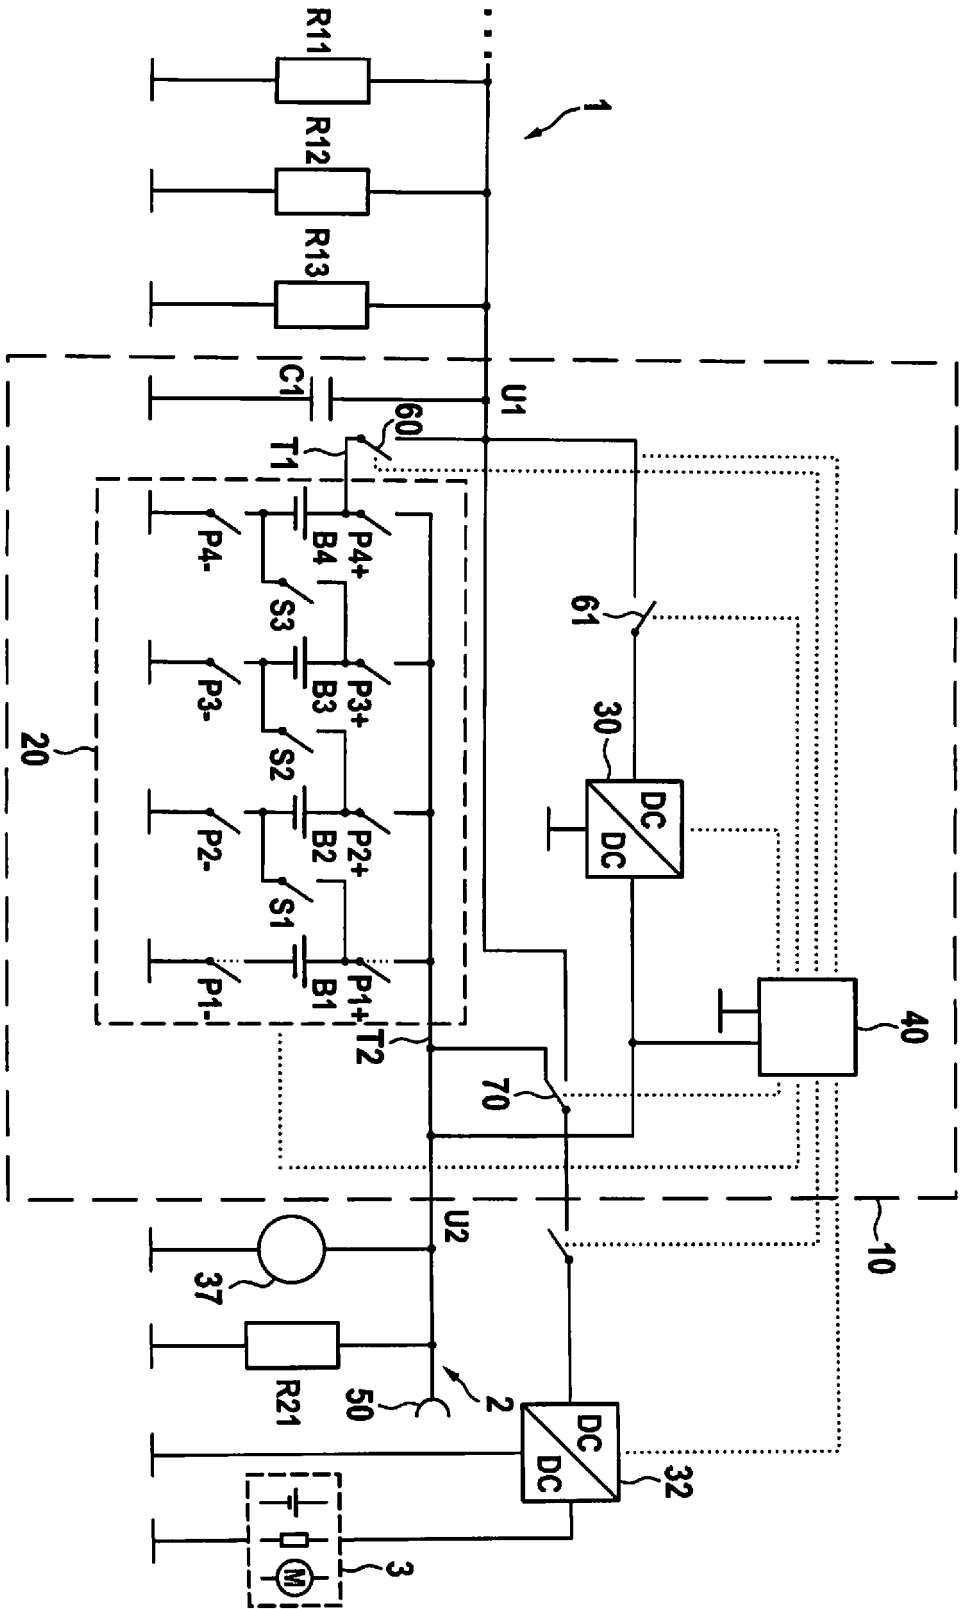 1
R11
R12
R13
10
U1
C1
60
T1
61
30
DC
DC
40
P4+
B4
P4-
S3
P3+
B3
P3-
S2
P2+
B2
P2-
S1
P1+
B1
P1-
20
T2
70
U2
37
R21
50
2
DC
DC
32
M
3